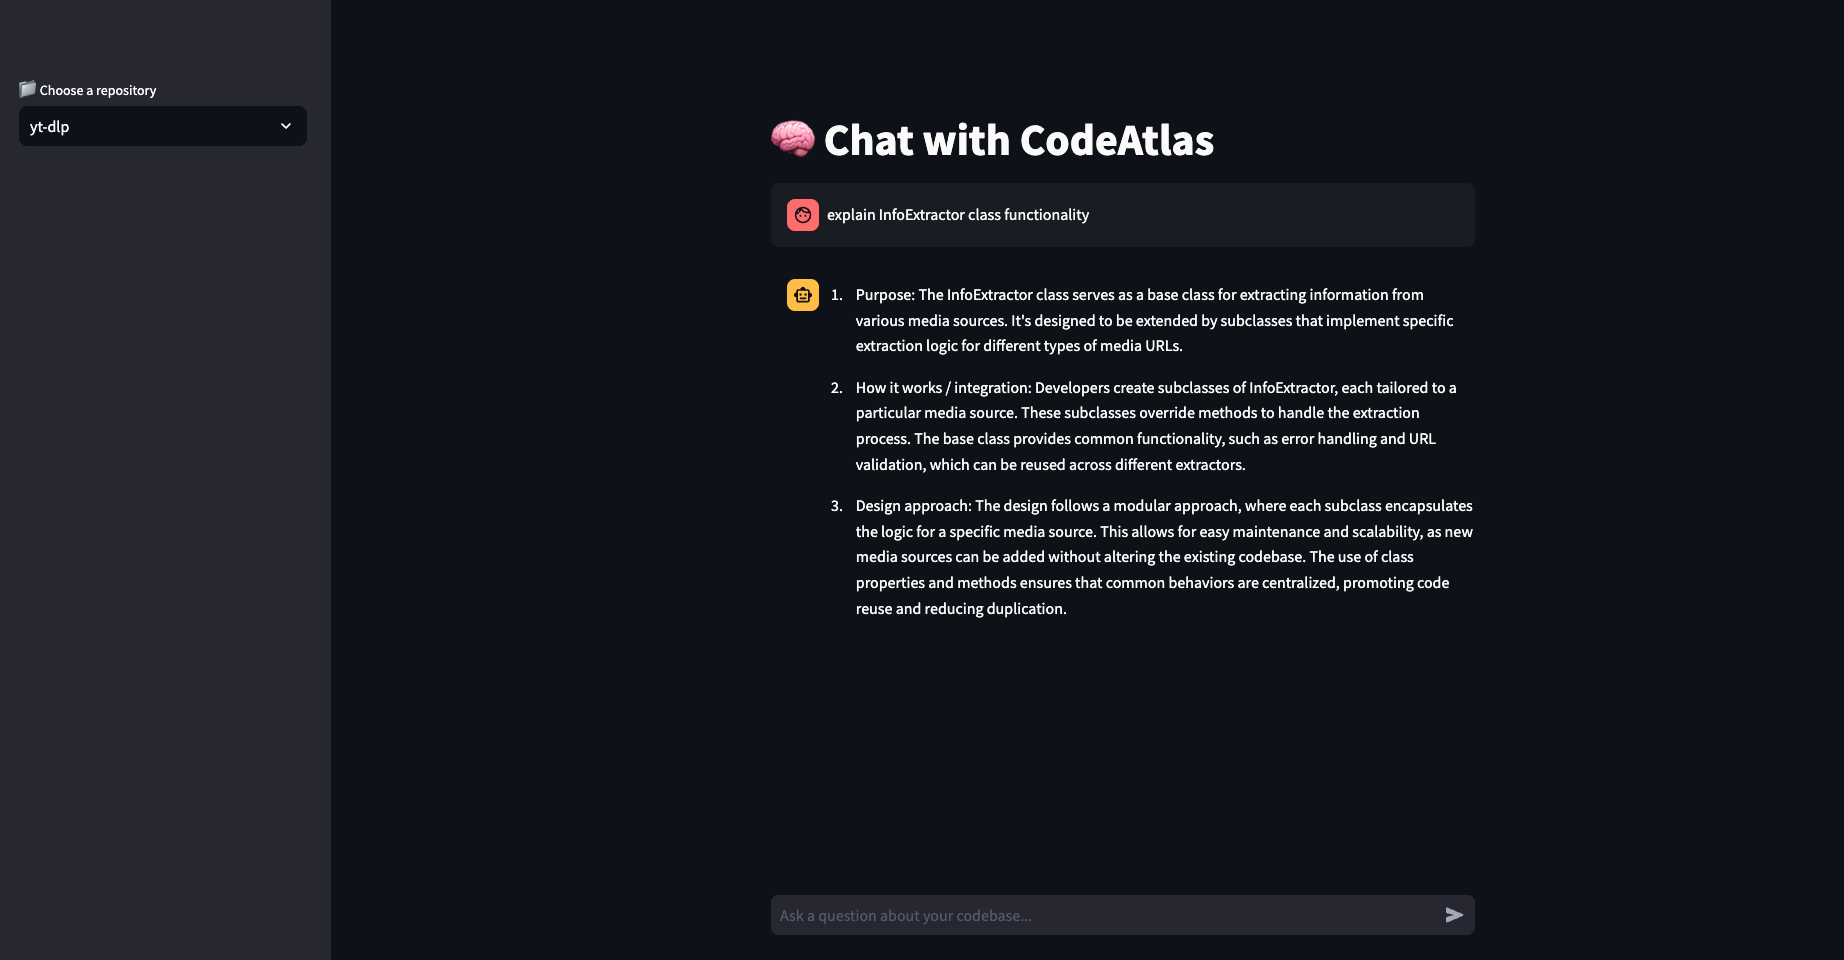 Choose a repository
yt-dlp
Chat with CodeAtlas
explain InfoExtractor class functionality
1. Purpose: The InfoExtractor class serves as a base class for extracting information from
various media sources. It's designed to be extended by subclasses that implement specific
extraction logic for different types of media URLs.
2. How it works / integration: Developers create subclasses of InfoExtractor, each tailored to a
particular media source. These subclasses override methods to handle the extraction
process. The base class provides common functionality, such as error handling and URL
validation, which can be reused across different extractors.
3. Design approach: The design follows a modular approach, where each subclass encapsulates
the logic for a specific media source. This allows for easy maintenance and scalability, as new
media sources can be added without altering the existing codebase. The use of class
properties and methods ensures that common behaviors are centralized, promoting code
reuse and reducing duplication.
Ask a question about your codebase...